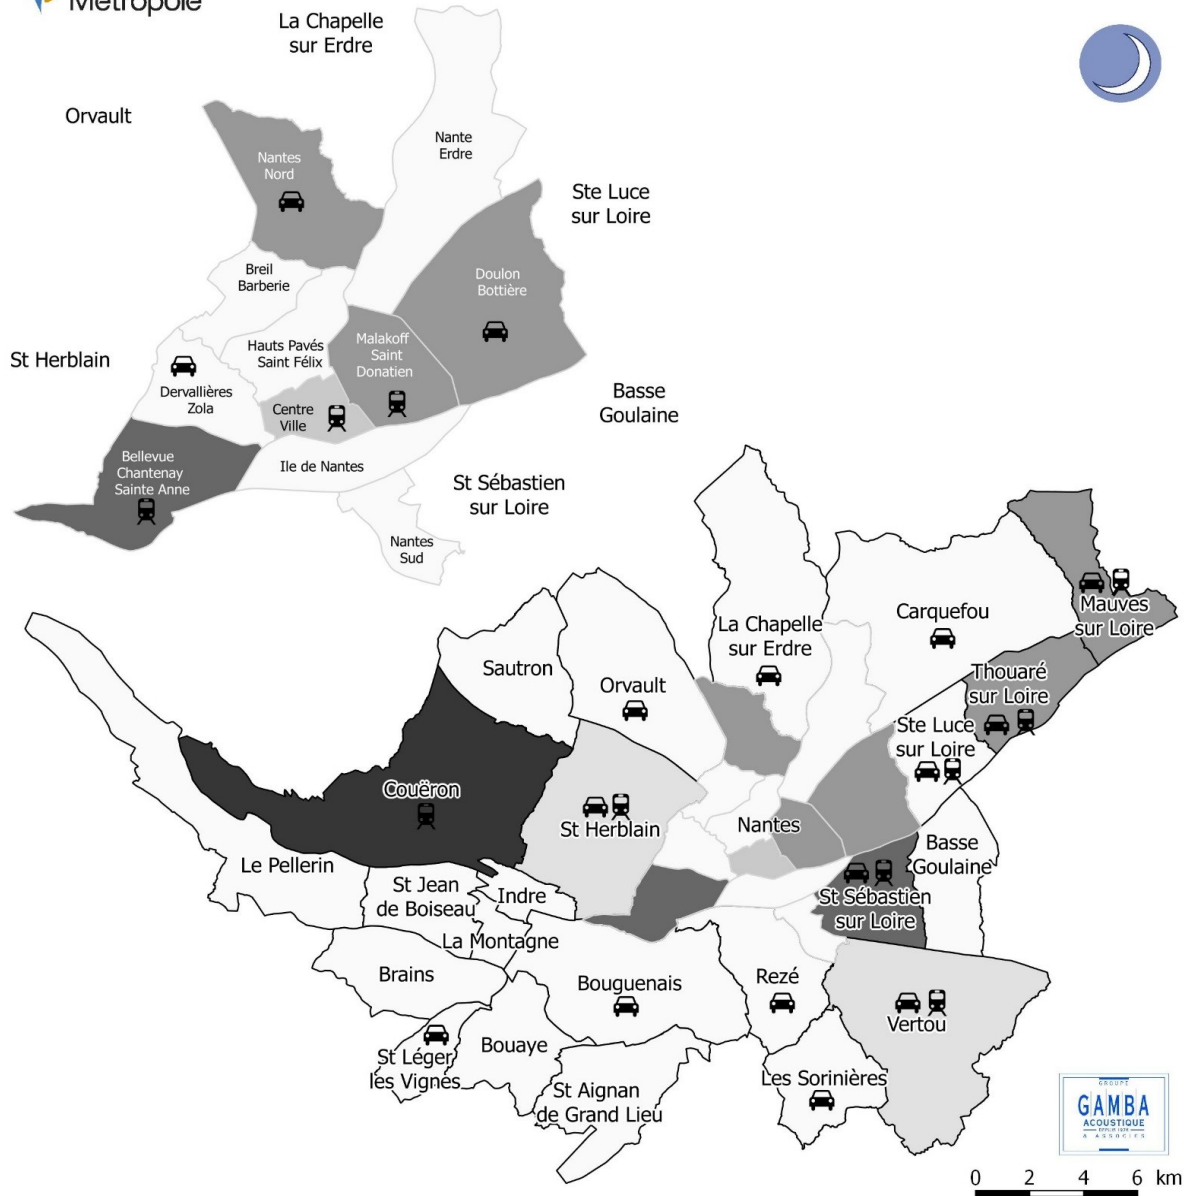 Métropole
La Chapelle
sur Erdre
Orvault
Nante
Erdre
Nantes
Nord
Ste Luce
sur Loire
Breil
Barberie
Doulon
Bottière
St Herblain
Hauts Pavés
Saint Félix
Malakoff
Saint
Donatien
Dervallières
Zola
Centre
Ville
Basse
Goulaine
Bellevue
Chantenay
Sainte Anne
Ile de Nantes
St Sébastien
sur Loire
Nantes
Sud
Carquefou
Mauves
sur Loire
La Chapelle
sur Erdre
Sautron
Orvault
Thouaré
sur Loire
Ste Luce
sur Loire
Couëron
St Herblain
Nantes
Basse
Goulaine
Le Pellerin
St Jean
de Boiseau
Indre
St Sébastien
sur Loire
La Montagne
Brains
Bouguenais
Rezé
Vertou
St Léger
les Vignes
Bouaye
St Aignan
de Grand Lieu
Les Sorinières
GROUPE
GAMBA
ACOUSTIQUE
& ASSOCIÉS
0 2 4 6 km